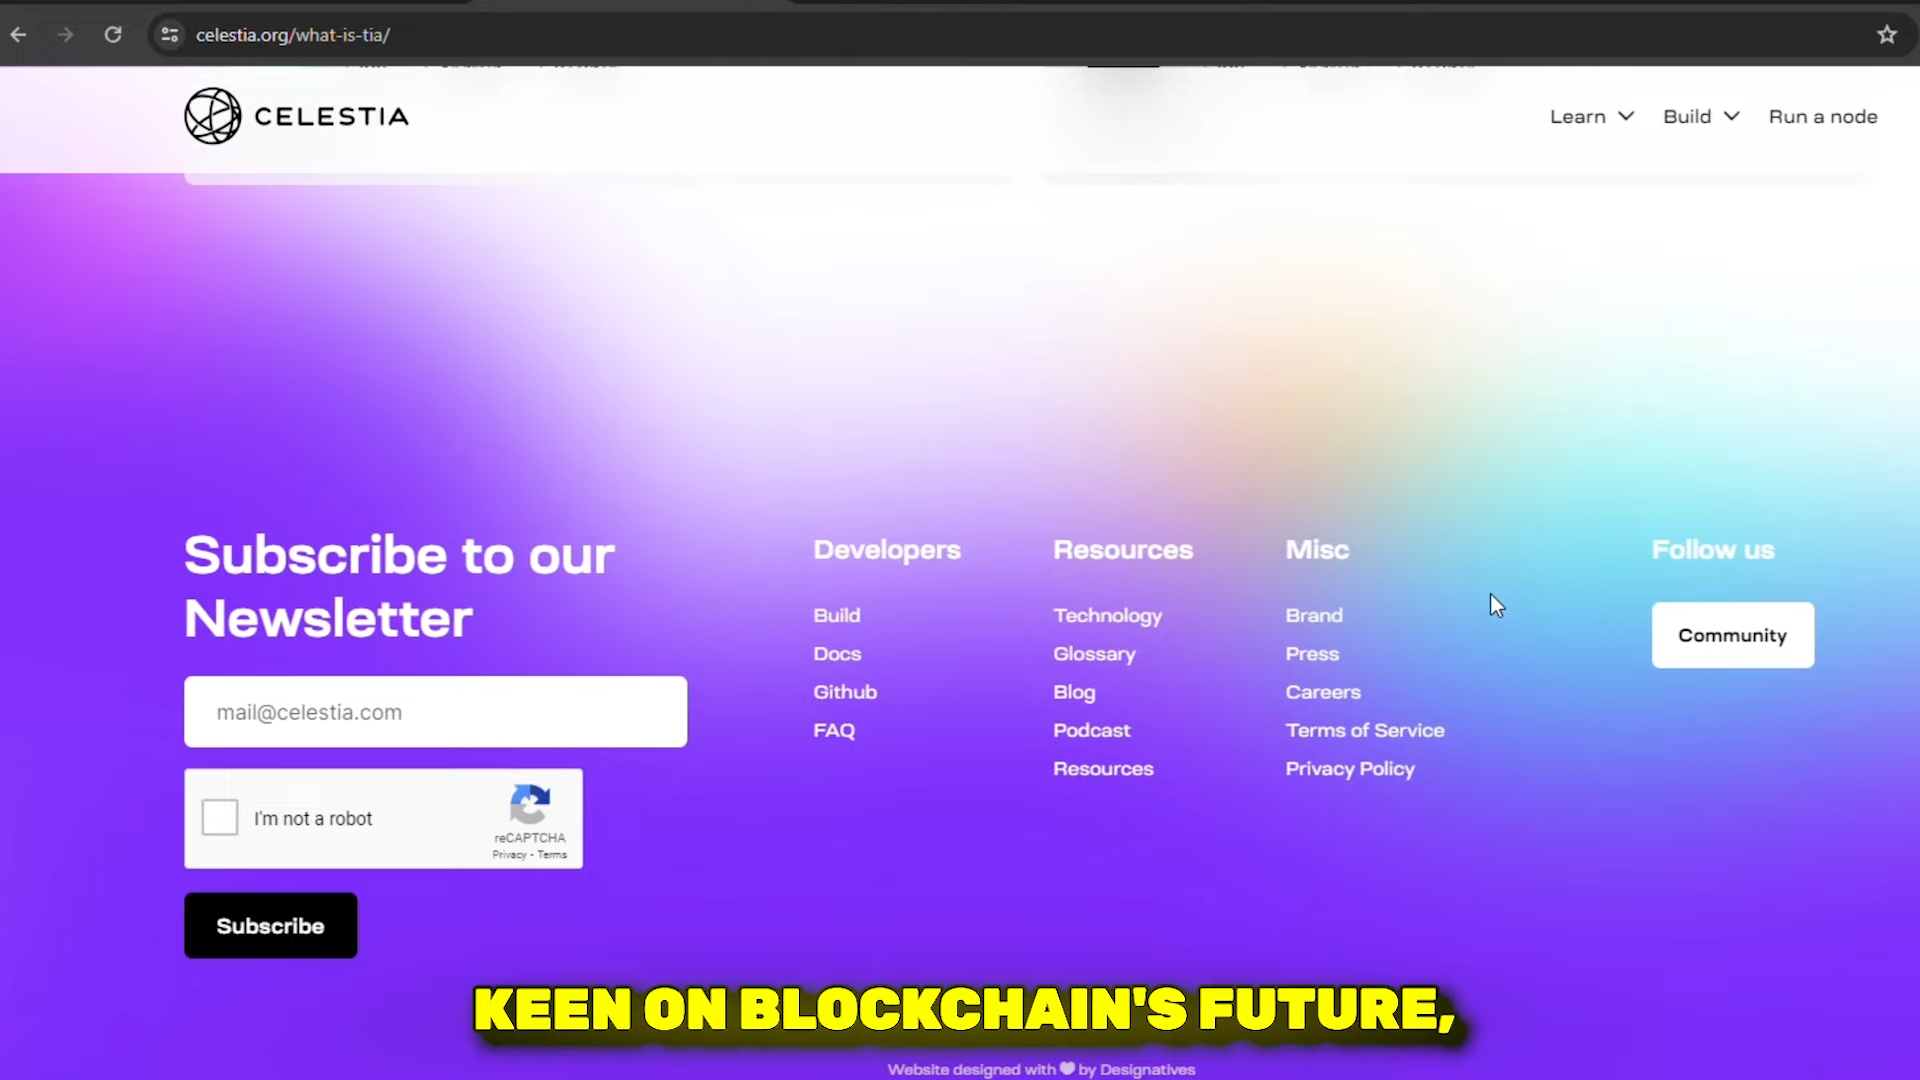 celestia.org/what-is-tia/
CELESTIA
Learn
Build
Run a node
Subscribe to our
Newsletter
mail@celestia.com
I'm not a robot
reCAPTCHA
Privacy - Terms
Subscribe
Developers
Build
Docs
Github
FAQ
Resources
Technology
Glossary
Blog
Podcast
Resources
Misc
Brand
Press
Careers
Terms of Service
Privacy Policy
Follow us
Community
KEEN ON BLOCKCHAIN'S FUTURE,
Website designed with by Designatives